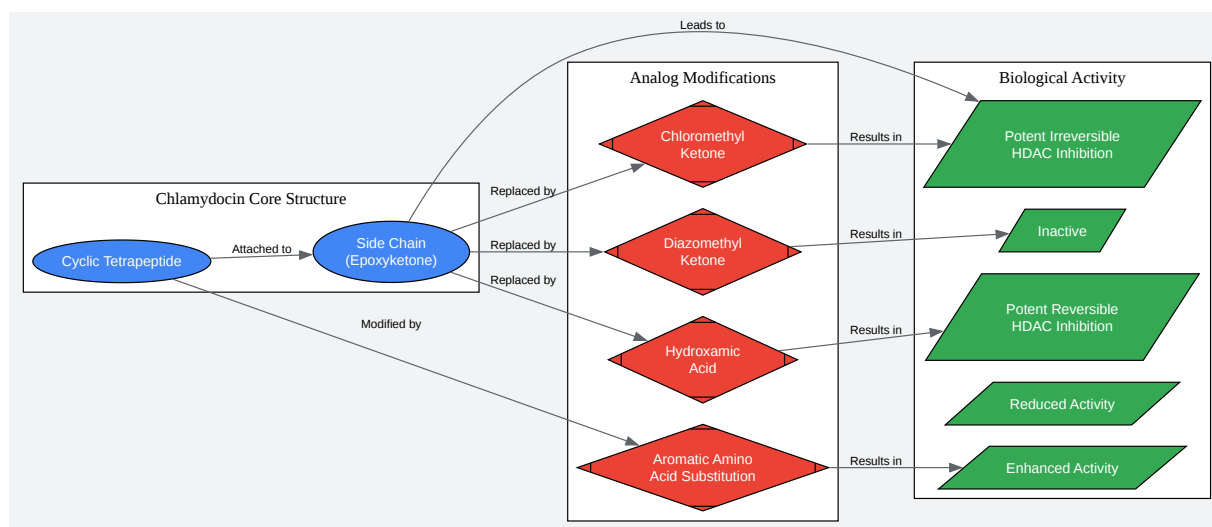 Leads to
Analog Modifications
Biological Activity
Chloromethyl
Ketone
Results in
Potent Irreversible
HDAC Inhibition
Chlamydocin Core Structure
Replaced by
Cyclic Tetrapeptide
Attached to
Side Chain
(Epoxyketone)
Replaced by
Diazomethyl
Ketone
Results in
Inactive
Replaced by
Modified by
Hydroxamic
Acid
Results in
Potent Reversible
HDAC Inhibition
Reduced Activity
Aromatic Amino
Acid Substitution
Results in
Enhanced Activity